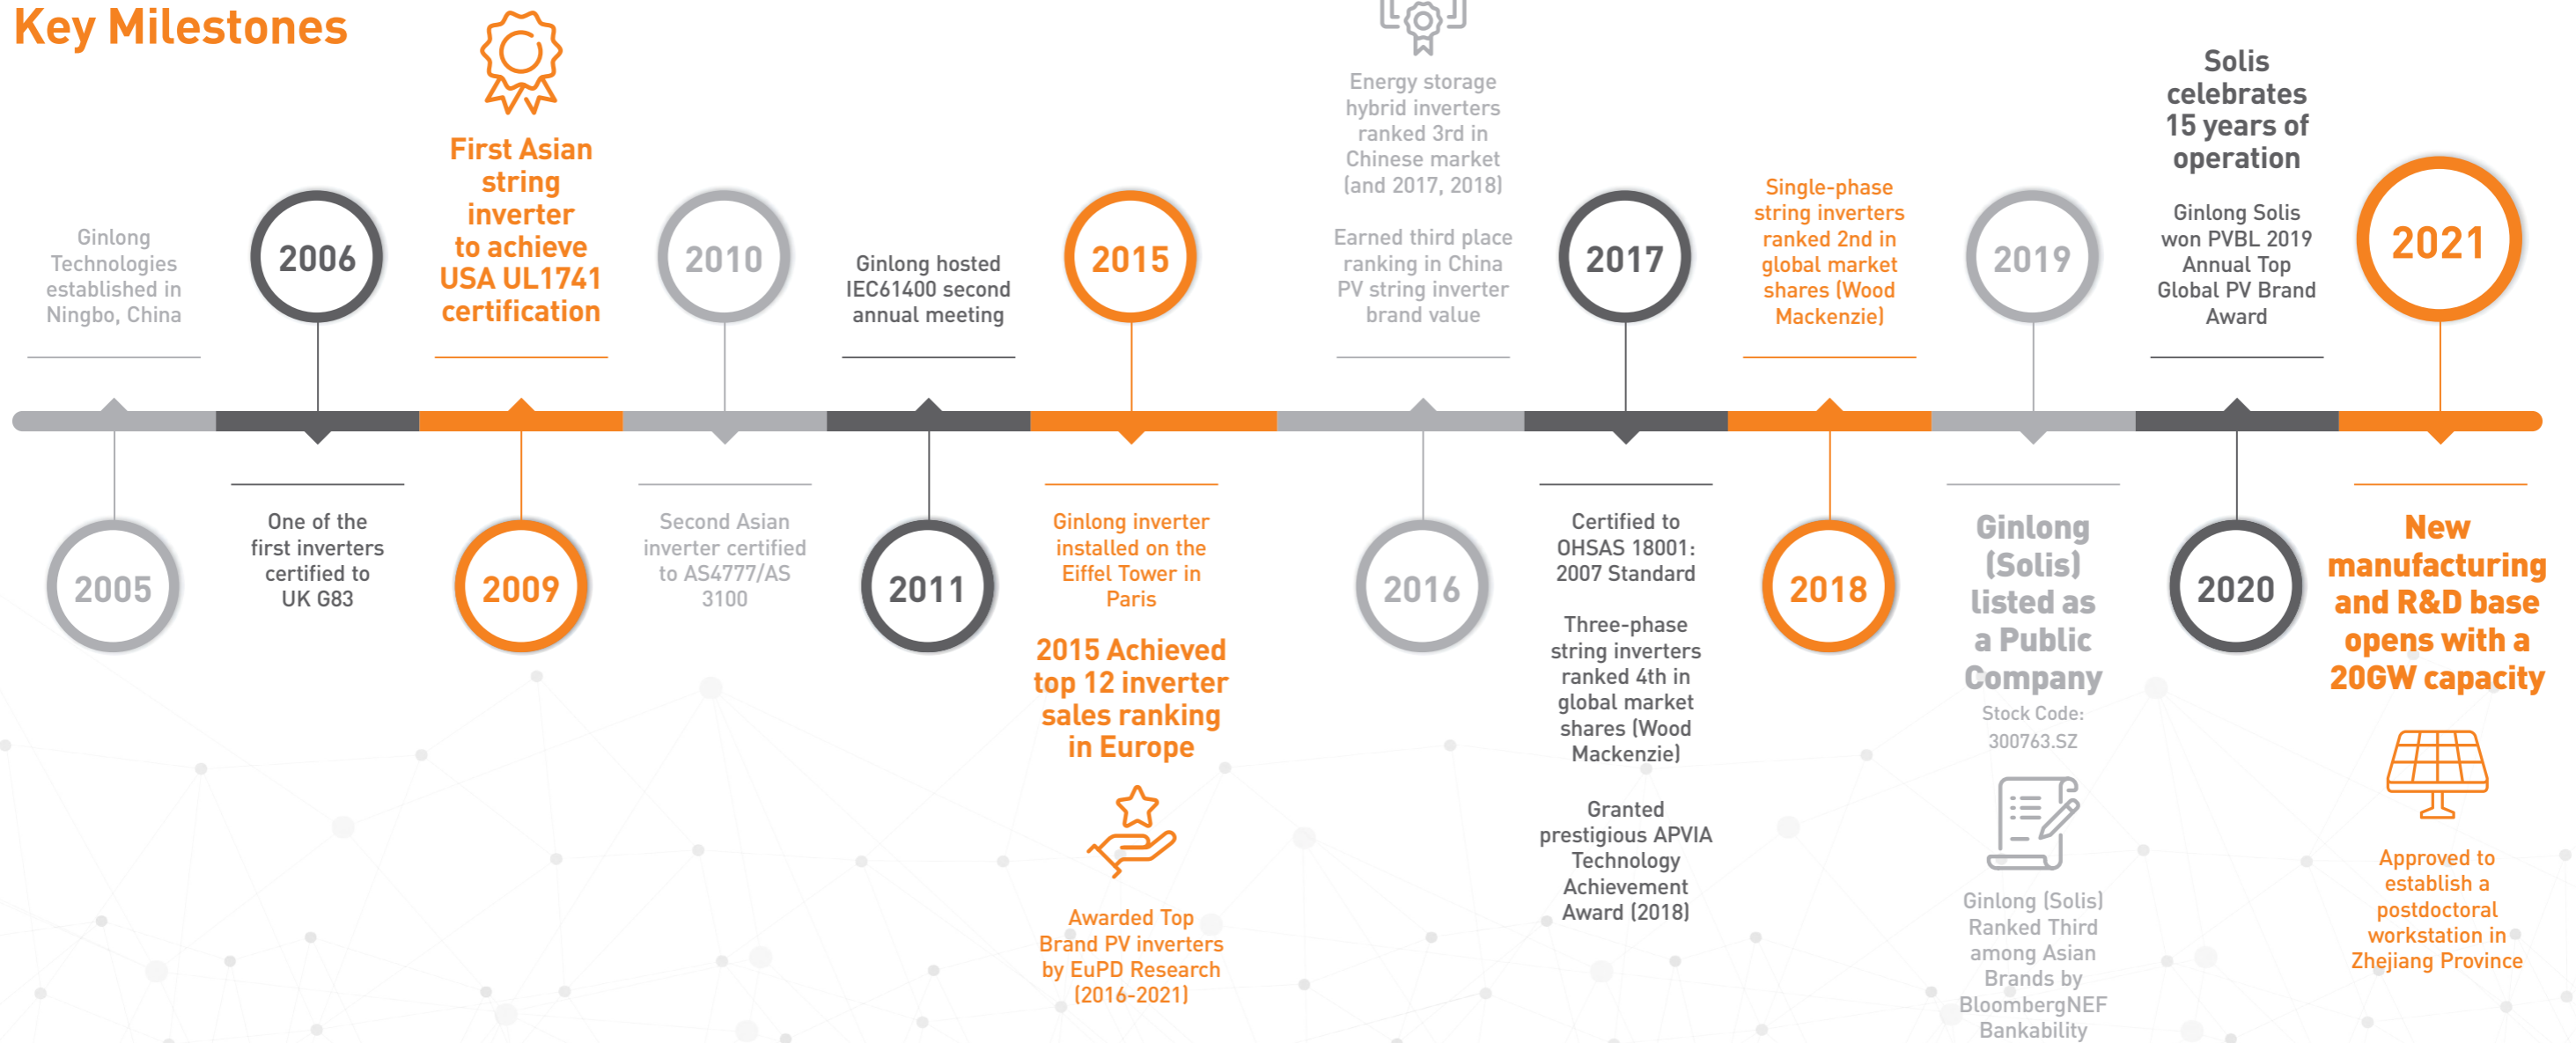 Key Milestones
Ginlong
Technologies
established in
Ningbo, China
2005
2006
One of the
first inverters
certified to
UK G83
First Asian
string
inverter
to achieve
USA UL1741
certification
2009
2010
Second Asian
inverter certified
to AS4777/AS
3100
Ginlong hosted
IEC61400 second
annual meeting
2011
2015
Ginlong inverter
installed on the
Eiffel Tower in
Paris
2015 Achieved
top 12 inverter
sales ranking
in Europe
Awarded Top
Brand PV inverters
by EuPD Research
(2016-2021)
Energy storage
hybrid inverters
ranked 3rd in
Chinese market
(and 2017, 2018)
Earned third place
ranking in China
PV string inverter
brand value
2016
2017
Certified to
OHSAS 18001:
2007 Standard
Three-phase
string inverters
ranked 4th in
global market
shares (Wood
Mackenzie)
Granted
prestigious APVIA
Technology
Achievement
Award (2018)
Single-phase
string inverters
ranked 2nd in
global market
shares (Wood
Mackenzie)
2018
2019
Ginlong
(Solis)
listed as
a Public
Company
Stock Code:
300763.SZ
Ginlong (Solis)
Ranked Third
among Asian
Brands by
BloombergNEF
Bankability
Solis
celebrates
15 years of
operation
Ginlong Solis
won PVBL 2019
Annual Top
Global PV Brand
Award
2020
2021
New
manufacturing
and R&D base
opens with a
20GW capacity
Approved to
establish a
postdoctoral
workstation in
Zhejiang Province